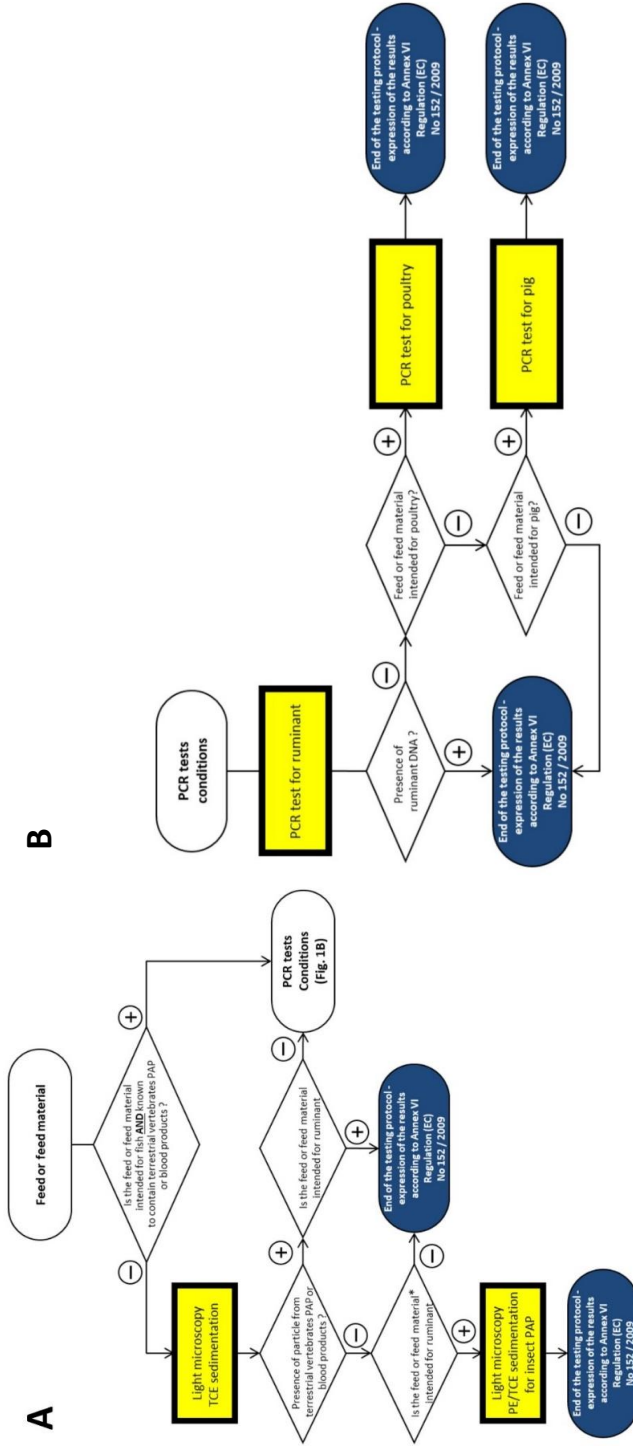 A
Feed or feed material
Is the feed or feed material
intended for fish AND known
to contain terrestrial vertebrates PAP
or blood products ?
+
−
Light microscopy
TCE sedimentation
PCR tests
Conditions
(Fig. 1B)
Presence of particle from
terrestrial vertebrates PAP or
blood products ?
+
−
Is the feed or feed material
intended for ruminant
−
+
Is the feed or feed material*
intended for ruminant
−
+
End of the testing protocol -
expression of the results
according to Annex VI
Regulation (EC)
No 152 / 2009
Light microscopy
PE/TCE sedimentation
for insect PAP
End of the testing protocol -
expression of the results
according to Annex VI
Regulation (EC)
No 152 / 2009
B
PCR tests
conditions
PCR test for ruminant
Presence of
ruminant DNA ?
−
+
Feed or feed material
intended for poultry?
+
−
PCR test for poultry
End of the testing protocol -
expression of the results
according to Annex VI
Regulation (EC)
No 152 / 2009
End of the testing protocol -
expression of the results
according to Annex VI
Regulation (EC)
No 152 / 2009
Feed or feed material
intended for pig?
+
−
PCR test for pig
End of the testing protocol -
expression of the results
according to Annex VI
Regulation (EC)
No 152 / 2009